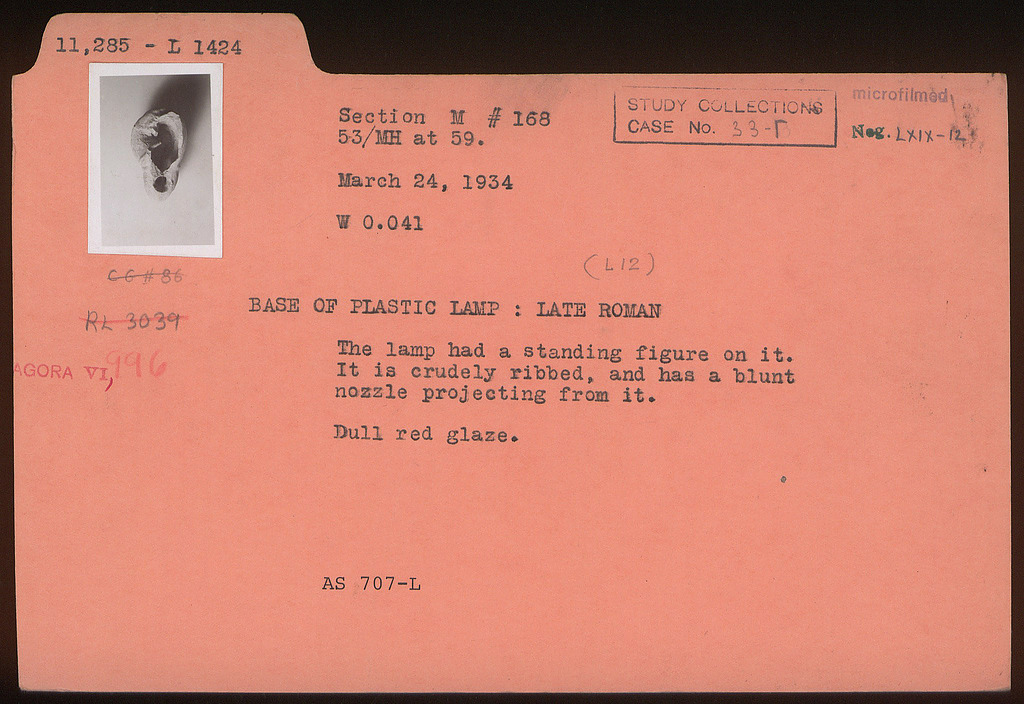 11,285 - L 1424
Section M # 168
53/MH at 59.
STUDY COLLECTIONS
CASE No. 33-D
microfilmed
Neg. LXIX-12
March 24, 1934
W 0.041
(L12)
CG # 86
RL 3039
AGORA VI, 996
BASE OF PLASTIC LAMP : LATE ROMAN
The lamp had a standing figure on it.
It is crudely ribbed, and has a blunt
nozzle projecting from it.
Dull red glaze.
AS 707-L